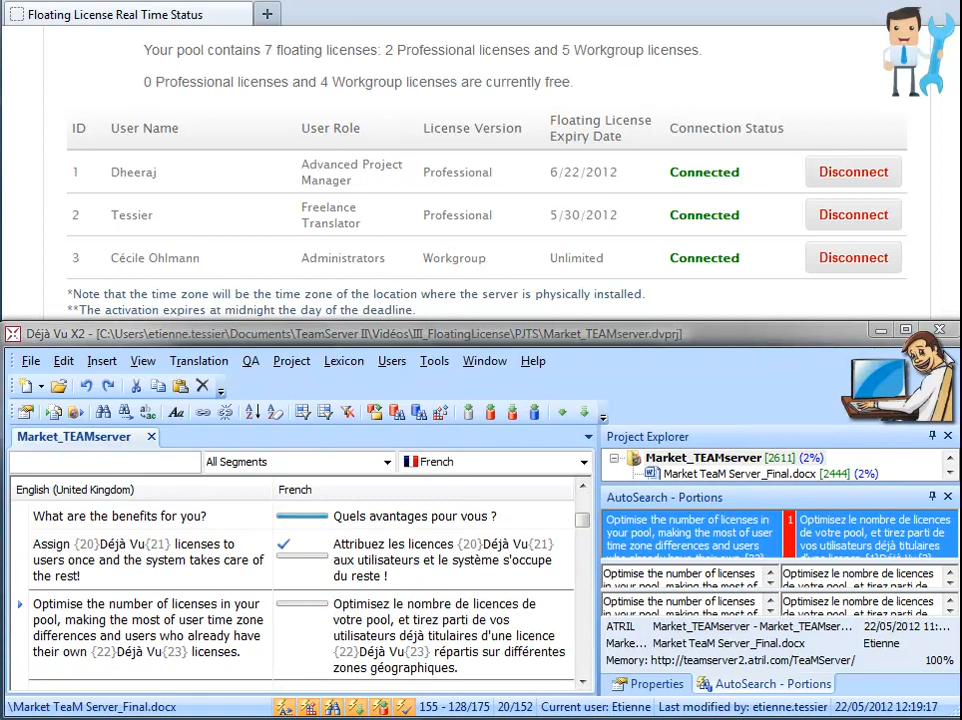 Floating License Real Time Status
Your pool contains 7 floating licenses: 2 Professional licenses and 5 Workgroup licenses.
0 Professional licenses and 4 Workgroup licenses are currently free.
ID User Name User Role License Version Floating License Expiry Date Connection Status
1 Dheeraj Advanced Project Manager Professional 6/22/2012 Connected Disconnect
2 Tessier Freelance Translator Professional 5/30/2012 Connected Disconnect
3 Cécile Ohlmann Administrators Workgroup Unlimited Connected Disconnect
*Note that the time zone will be the time zone of the location where the server is physically installed.
**The activation expires at midnight the day of the deadline.
Déjà Vu X2 - [C:\Users\etienne.tessier\Documents\TeamServer II\Vidéos\III_FloatingLicense\PJTS\Market_TEAMserver.dvprj]
File Edit Insert View Translation QA Project Lexicon Users Tools Window Help
Market_TEAMserver
All Segments French
English (United Kingdom) French
What are the benefits for you? Quels avantages pour vous ?
Assign {20}Déjà Vu{21} licenses to
users once and the system takes care of
the rest!
Attribuez les licences {20}Déjà Vu{21}
aux utilisateurs et le système s'occupe
du reste !
Optimise the number of licenses in your
pool, making the most of user time zone
differences and users who already have
their own {22}Déjà Vu{23} licenses.
Optimisez le nombre de licences de
votre pool, et tirez parti de vos
utilisateurs déjà titulaires d'une licence
{22}Déjà Vu{23} répartis sur différentes
zones géographiques.
Project Explorer
Market_TEAMserver [2611] (2%)
Market TeaM Server_Final.docx [2444] (2%)
AutoSearch - Portions
Optimise the number of licenses in
your pool, making the most of user
time zone differences and users
1
Optimisez le nombre de licences
de votre pool, et tirez parti de
vos utilisateurs déjà titulaires
Optimise the number of licenses
in your pool, making the most of
Optimisez le nombre de licences
de votre pool, et tirez parti de
Optimise the number of licenses
in your pool, making the most of
Optimisez le nombre de licences
de votre pool, et tirez parti de
ATRIL Market_TEAMserver - Market_TEAMser... 22/05/2012 11:...
Marke... Market TeaM Server_Final.docx Etienne
Memory: http://teamserver2.atril.com/TeaMServer/ 100%
Properties AutoSearch - Portions
\Market TeaM Server_Final.docx 155 - 128/175 20/152 Current user: Etienne Last modified by: etienne.tessier 22/05/2012 12:19:17